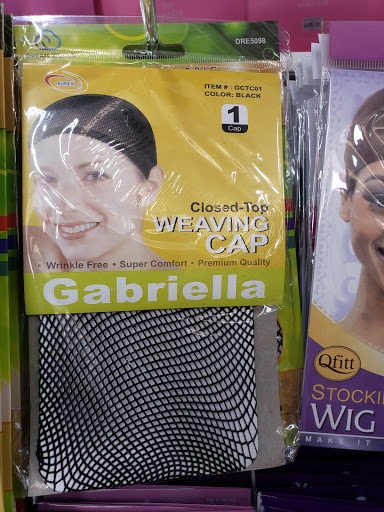 DRE5098
ITEM # : GCTC01
COLOR: BLACK
1
Cap
Closed-Top
WEAVING
CAP
• Wrinkle Free • Super Comfort • Premium Quality
Gabriella
Qfitt
STOCKI
WIG
MAKE IT